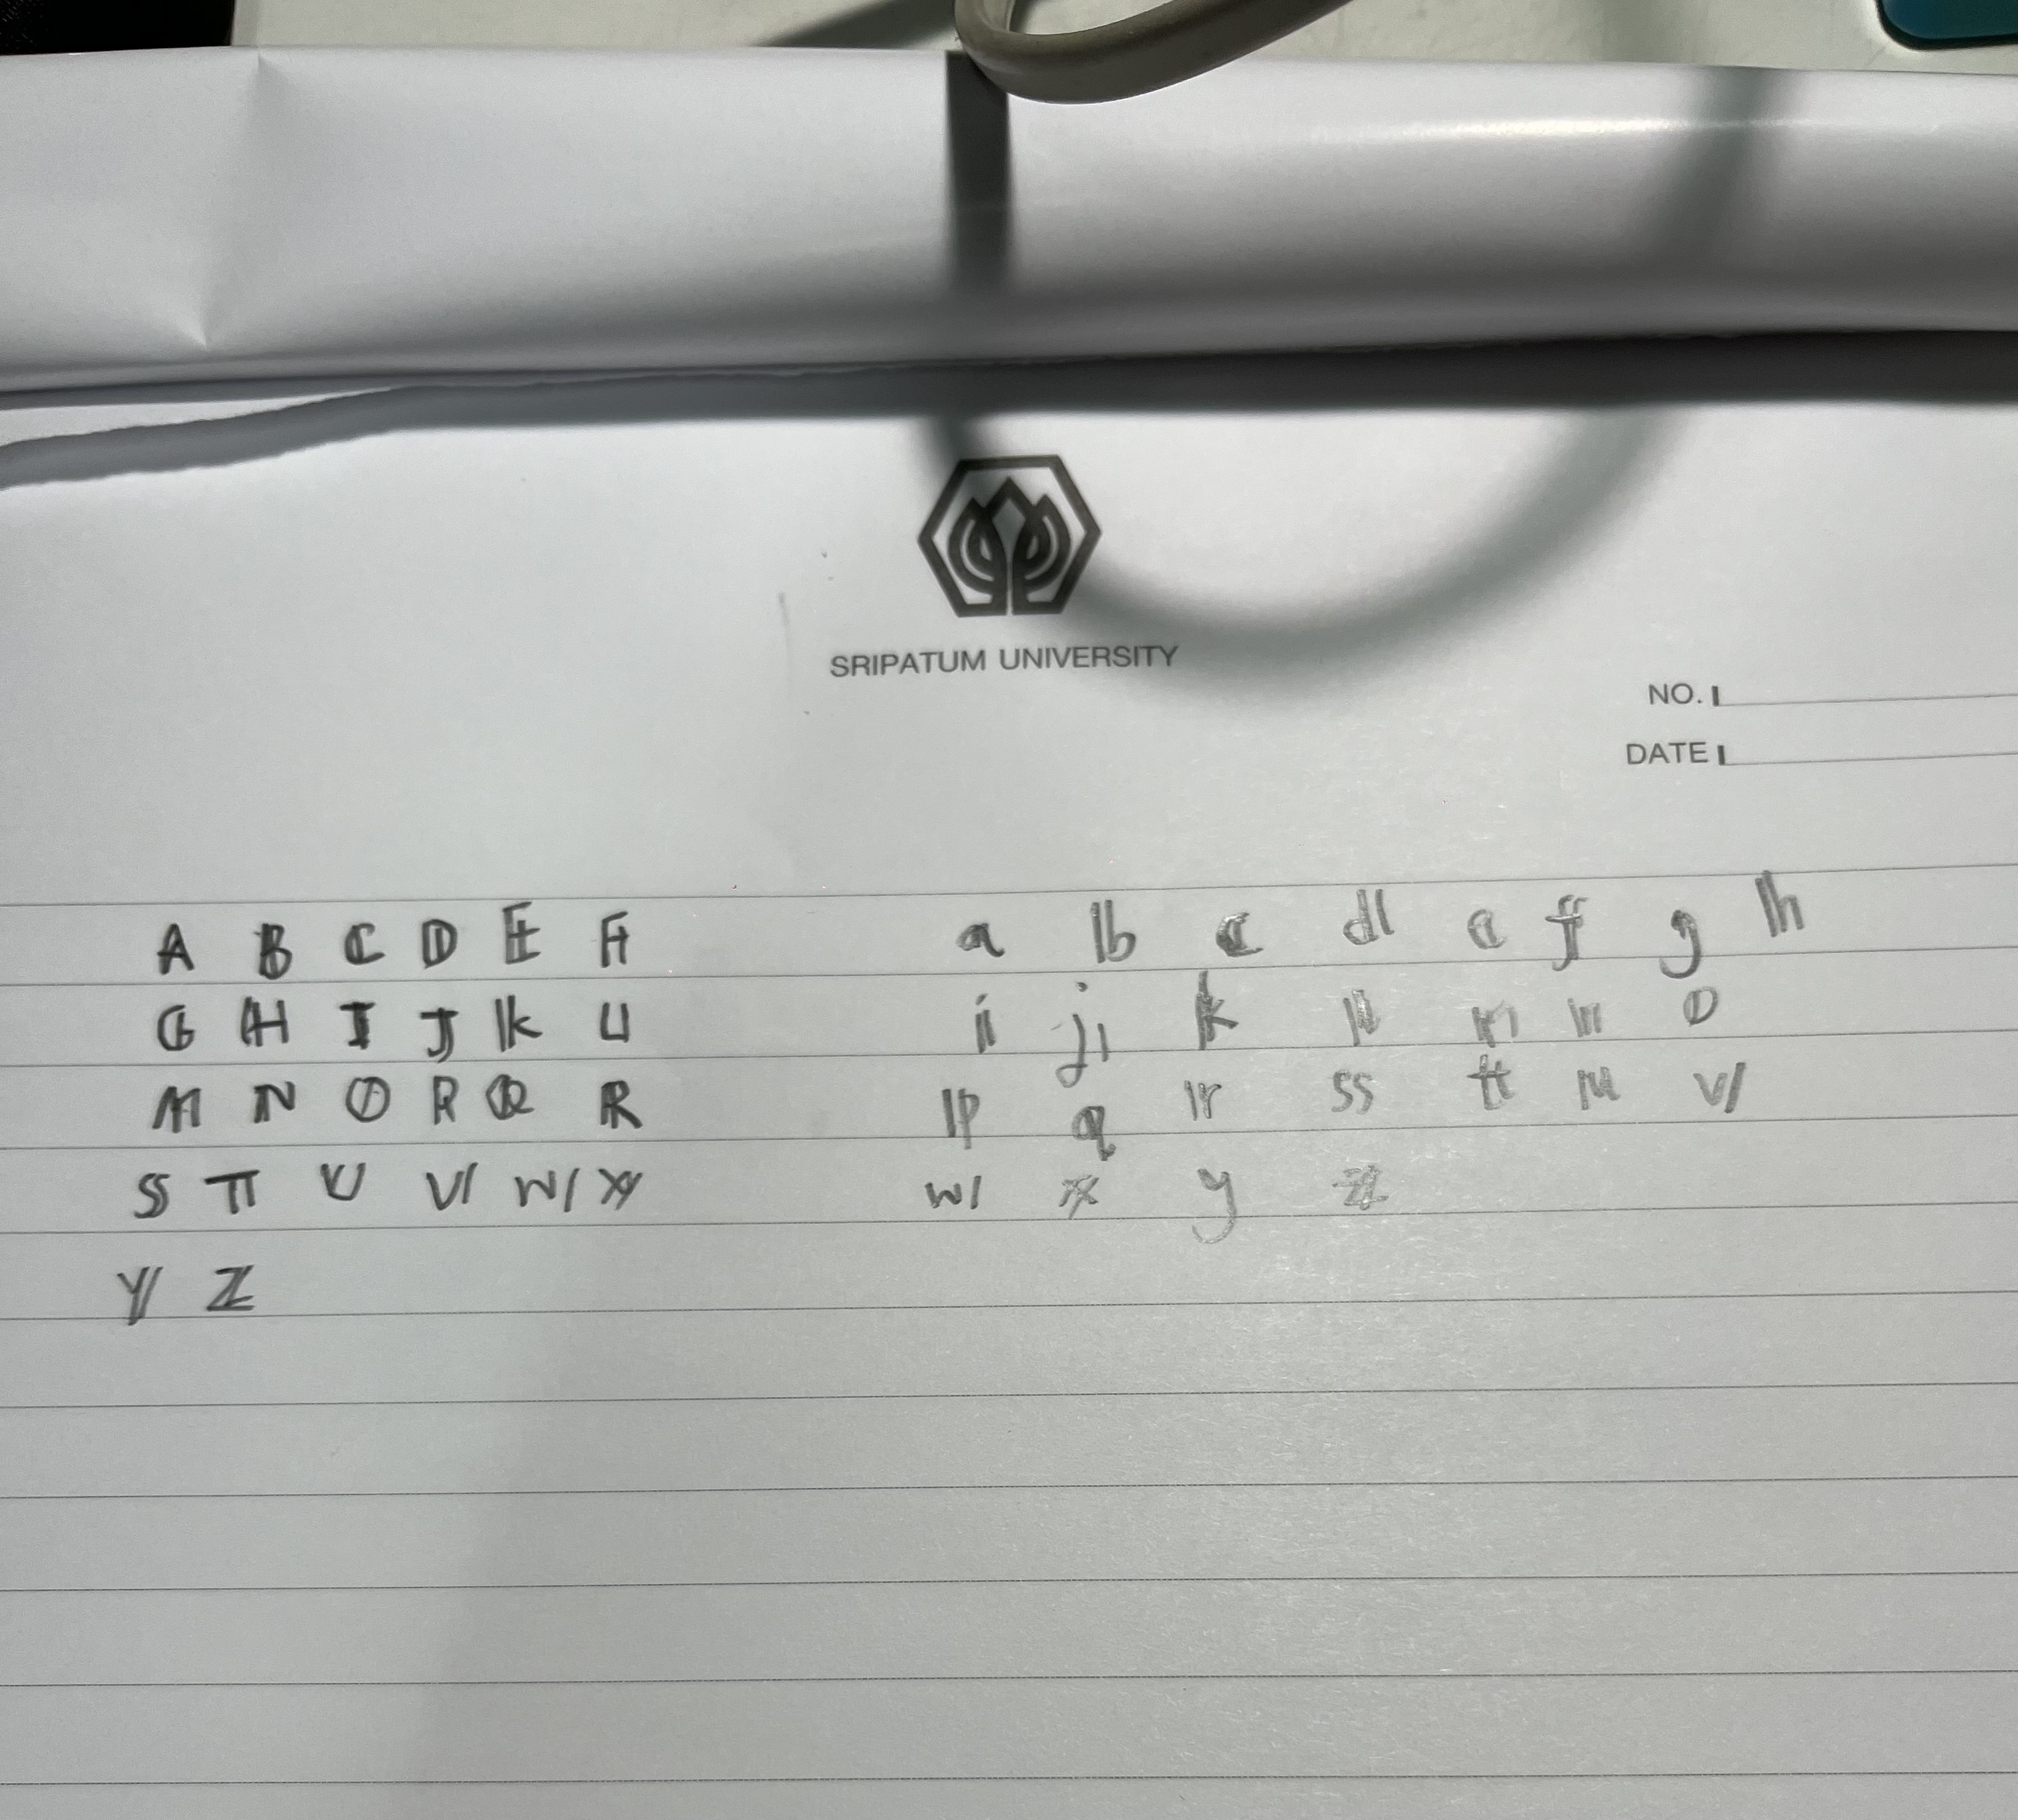 SRIPATUM UNIVERSITY
NO.
DATE
A B C D E F
G H I J K L
M N O P Q R
S T U V W X
Y Z
a b c d e f g h
i j k l m n o
p q r s t u v
w x y z